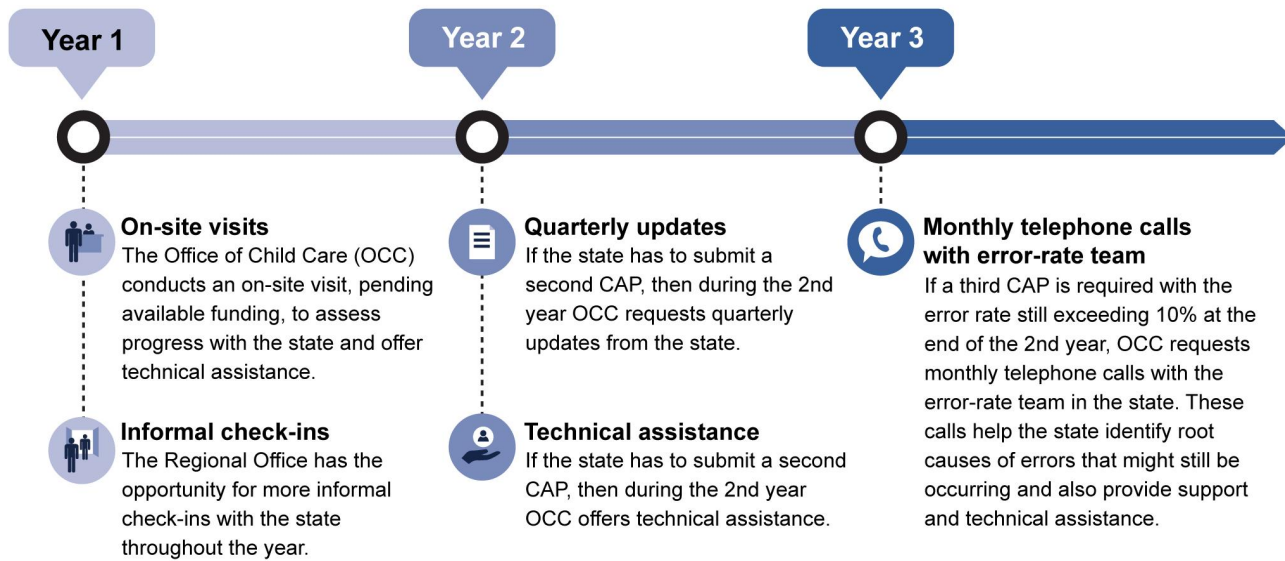 Year 1
Year 2
Year 3
On-site visits
The Office of Child Care (OCC)
conducts an on-site visit, pending
available funding, to assess
progress with the state and offer
technical assistance.
Informal check-ins
The Regional Office has the
opportunity for more informal
check-ins with the state
throughout the year.
Quarterly updates
If the state has to submit a
second CAP, then during the 2nd
year OCC requests quarterly
updates from the state.
Technical assistance
If the state has to submit a second
CAP, then during the 2nd year
OCC offers technical assistance.
Monthly telephone calls
with error-rate team
If a third CAP is required with the
error rate still exceeding 10% at the
end of the 2nd year, OCC requests
monthly telephone calls with the
error-rate team in the state. These
calls help the state identify root
causes of errors that might still be
occurring and also provide support
and technical assistance.